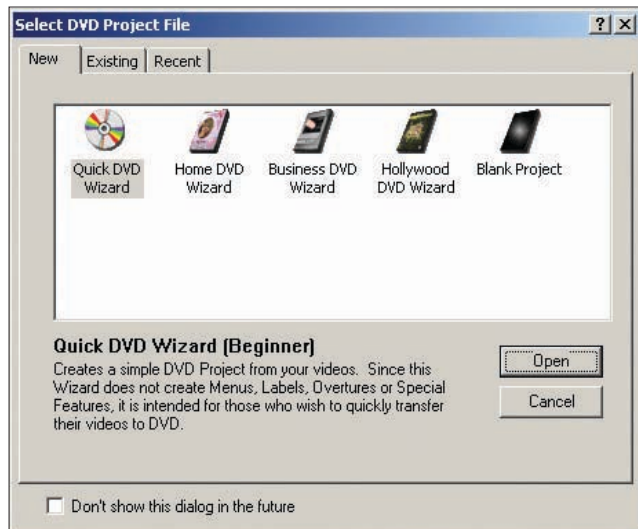 Select DVD Project File
New Existing Recent
Quick DVD Wizard
Home DVD Wizard
Business DVD Wizard
Hollywood DVD Wizard
Blank Project
Quick DVD Wizard (Beginner)
Creates a simple DVD Project from your videos. Since this
Wizard does not create Menus, Labels, Overtures or Special
Features, it is intended for those who wish to quickly transfer
their videos to DVD.
Open
Cancel
Don't show this dialog in the future